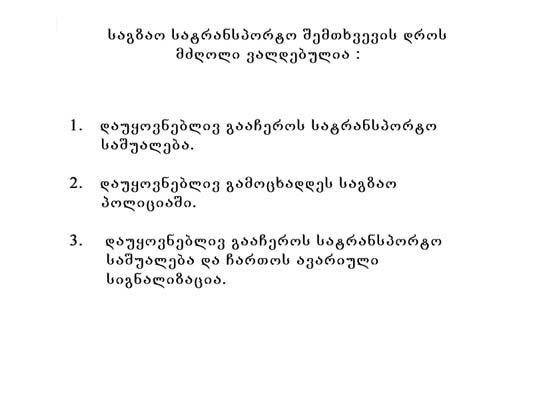 საგზაო სატრანსპორტო შემთხვევის დროს
მძღოლი ვალდებულია :
1. დაუყოვნებლივ გააჩეროს სატრანსპორტო
საშუალება.
2. დაუყოვნებლივ გამოცხადდეს საგზაო
პოლიციაში.
3. დაუყოვნებლივ გააჩეროს სატრანსპორტო
საშუალება და ჩართოს ავარიული
სიგნალიზაცია.